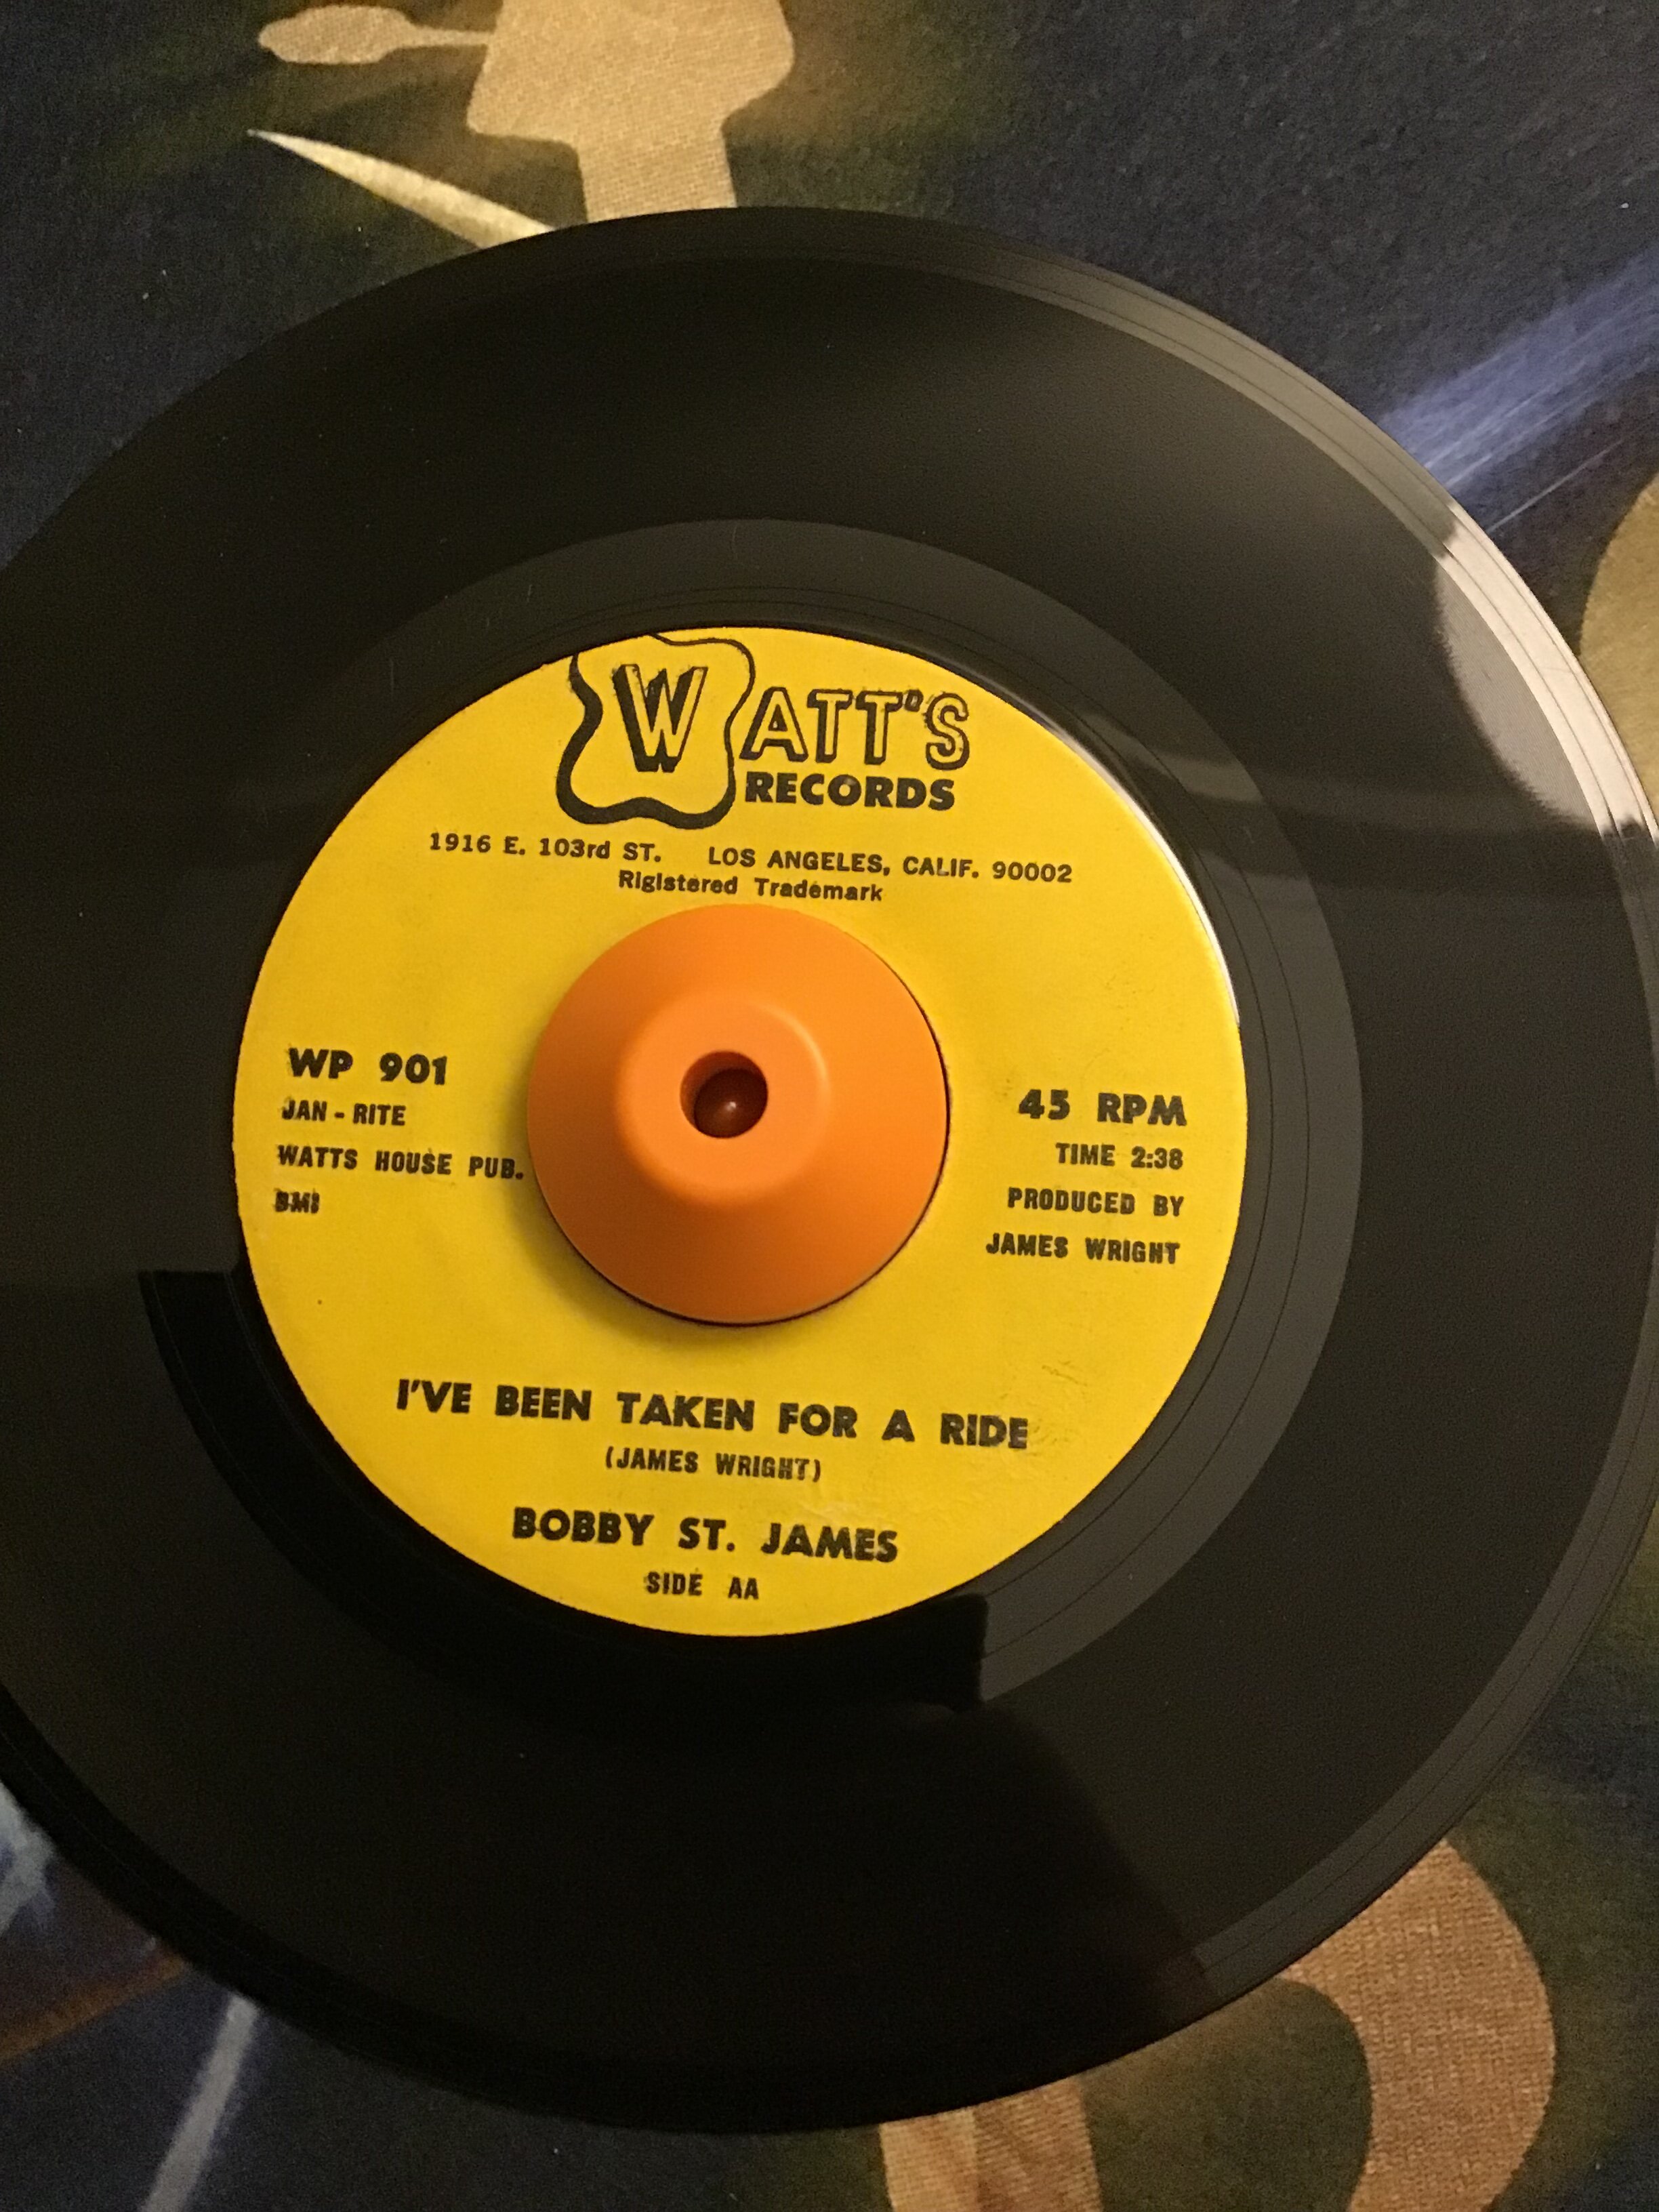 WATT'S
RECORDS
1916 E. 103rd ST. LOS ANGELES, CALIF. 90002
Rigistered Trademark
WP 901
JAN - RITE
WATTS HOUSE PUB.
BMI
45 RPM
TIME 2:38
PRODUCED BY
JAMES WRIGHT
I'VE BEEN TAKEN FOR A RIDE
(JAMES WRIGHT)
BOBBY ST. JAMES
SIDE AA